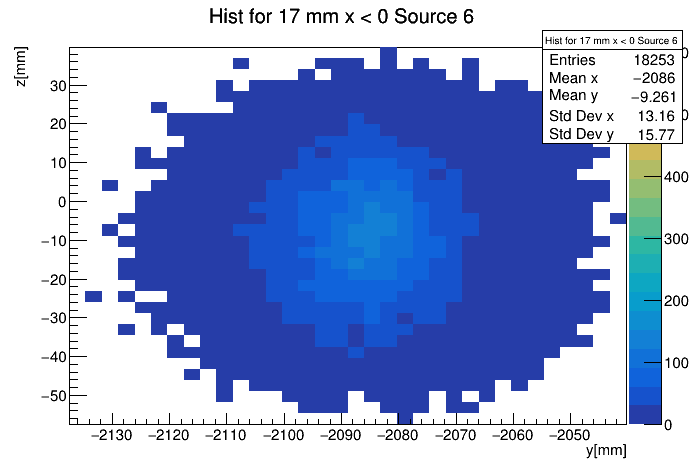 Hist for 17 mm x < 0 Source 6
z[mm]
Hist for 17 mm x < 0 Source 6
Entries 18253
Mean x −2086
Mean y −9.261
Std Dev x 13.16
Std Dev y 15.77
30
20
10
0
−10
−20
−30
−40
−50
400
300
200
100
0
−2130 −2120 −2110 −2100 −2090 −2080 −2070 −2060 −2050
y[mm]